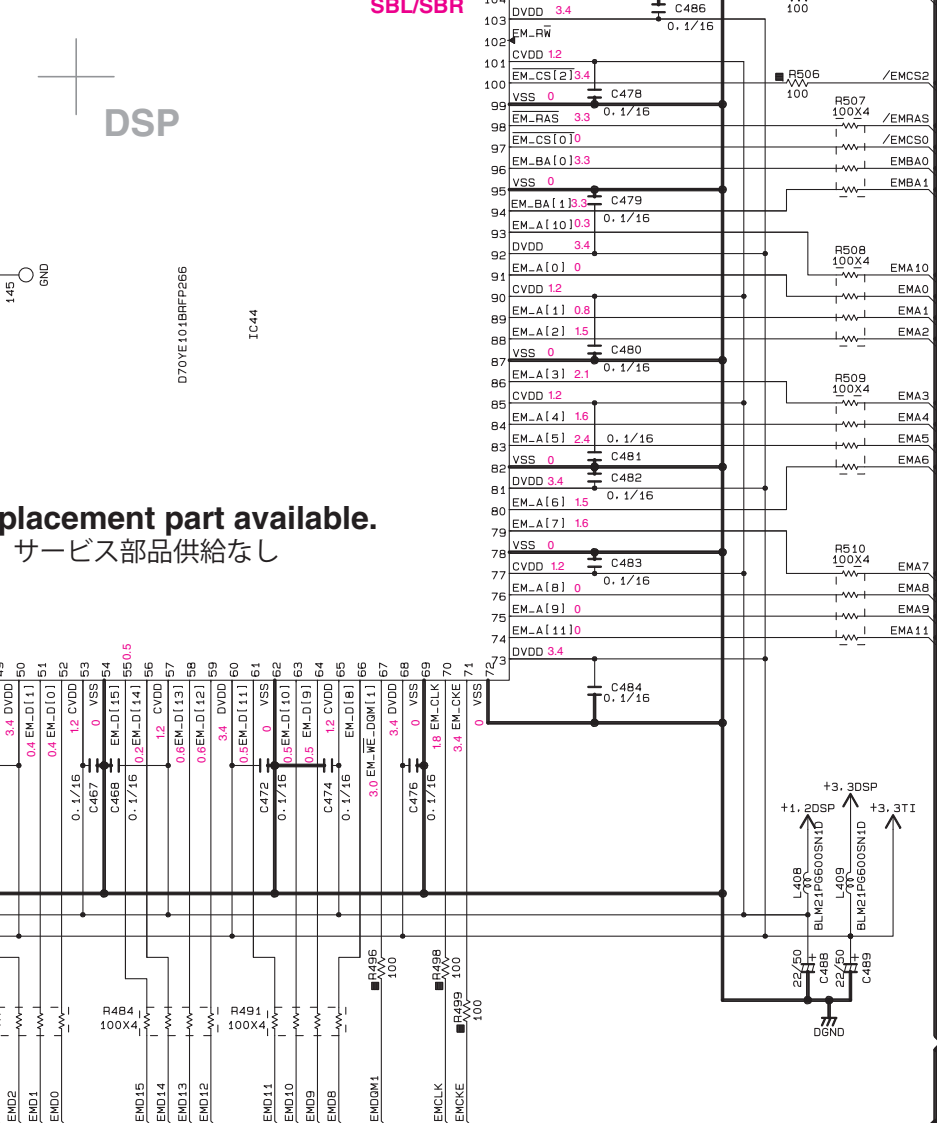 SBL/SBR
103 DVDD 3.4 C486 0.1/16 100
102 EM_RW
101 CVDD 1.2
100 EM_CS[2] 3.4 R506 100 /EMCS2
99 VSS 0 C478 0.1/16
98 EM_RAS 3.3 R507 100X4 /EMRAS
97 EM_CS[0] 0 /EMCS0
96 EM_BA[0] 3.3 EMBA0
95 VSS 0 EMBA1
94 EM_BA[1] 3.3 C479 0.1/16
93 EM_A[10] 0.3
92 DVDD 3.4
91 EM_A[0] 0 R508 100X4 EMA10
90 CVDD 1.2 EMA0
89 EM_A[1] 0.8 EMA1
88 EM_A[2] 1.5 EMA2
87 VSS 0 C480 0.1/16
86 EM_A[3] 2.1
85 CVDD 1.2 R509 100X4 EMA3
84 EM_A[4] 1.6 EMA4
83 EM_A[5] 2.4 0.1/16 EMA5
82 VSS 0 C481 EMA6
81 DVDD 3.4 C482 0.1/16
80 EM_A[6] 1.5
79 EM_A[7] 1.6
78 VSS 0
77 CVDD 1.2 C483 0.1/16 R510 100X4 EMA7
76 EM_A[8] 0 EMA8
75 EM_A[9] 0 EMA9
74 EM_A[11] 0 EMA11
73 DVDD 3.4
C484 0.1/16
DSP
145 GND
D70YE101BRFP266
IC44
placement part available.
サービス部品供給なし
50 DVDD 3.4
51 EM_D[1] 0.4
52 EM_D[0] 0.4
53 CVDD 1.2
54 VSS 0
55 EM_D[15] 0.5
56 EM_D[14] 0.2
57 CVDD 1.2
58 EM_D[13] 0.6
59 EM_D[12] 0.6
60 DVDD 3.4
61 EM_D[11] 0.5
62 VSS 0
63 EM_D[10] 0.5
64 EM_D[9] 0.5
65 CVDD 1.2
66 EM_D[8]
67 EM_WE_DQM[1] 3.0
68 DVDD 3.4
69 VSS 0
70 EM_CLK 1.8
71 EM_CKE 3.4
72 VSS 0
0.1/16 C467
C468 0.1/16
C472 0.1/16
C474 0.1/16
C476 0.1/16
+1.2DSP
+3.3DSP
+3.3TI
L408 BLM21PG600SN1D
L409 BLM21PG600SN1D
22/50 C488
22/50 C489
DGND
R496 100
R498 100
R499 100
R484 100X4
R491 100X4
EMD2
EMD1
EMD0
EMD15
EMD14
EMD13
EMD12
EMD11
EMD10
EMD9
EMD8
EMDQM1
EMCLK
EMCKE